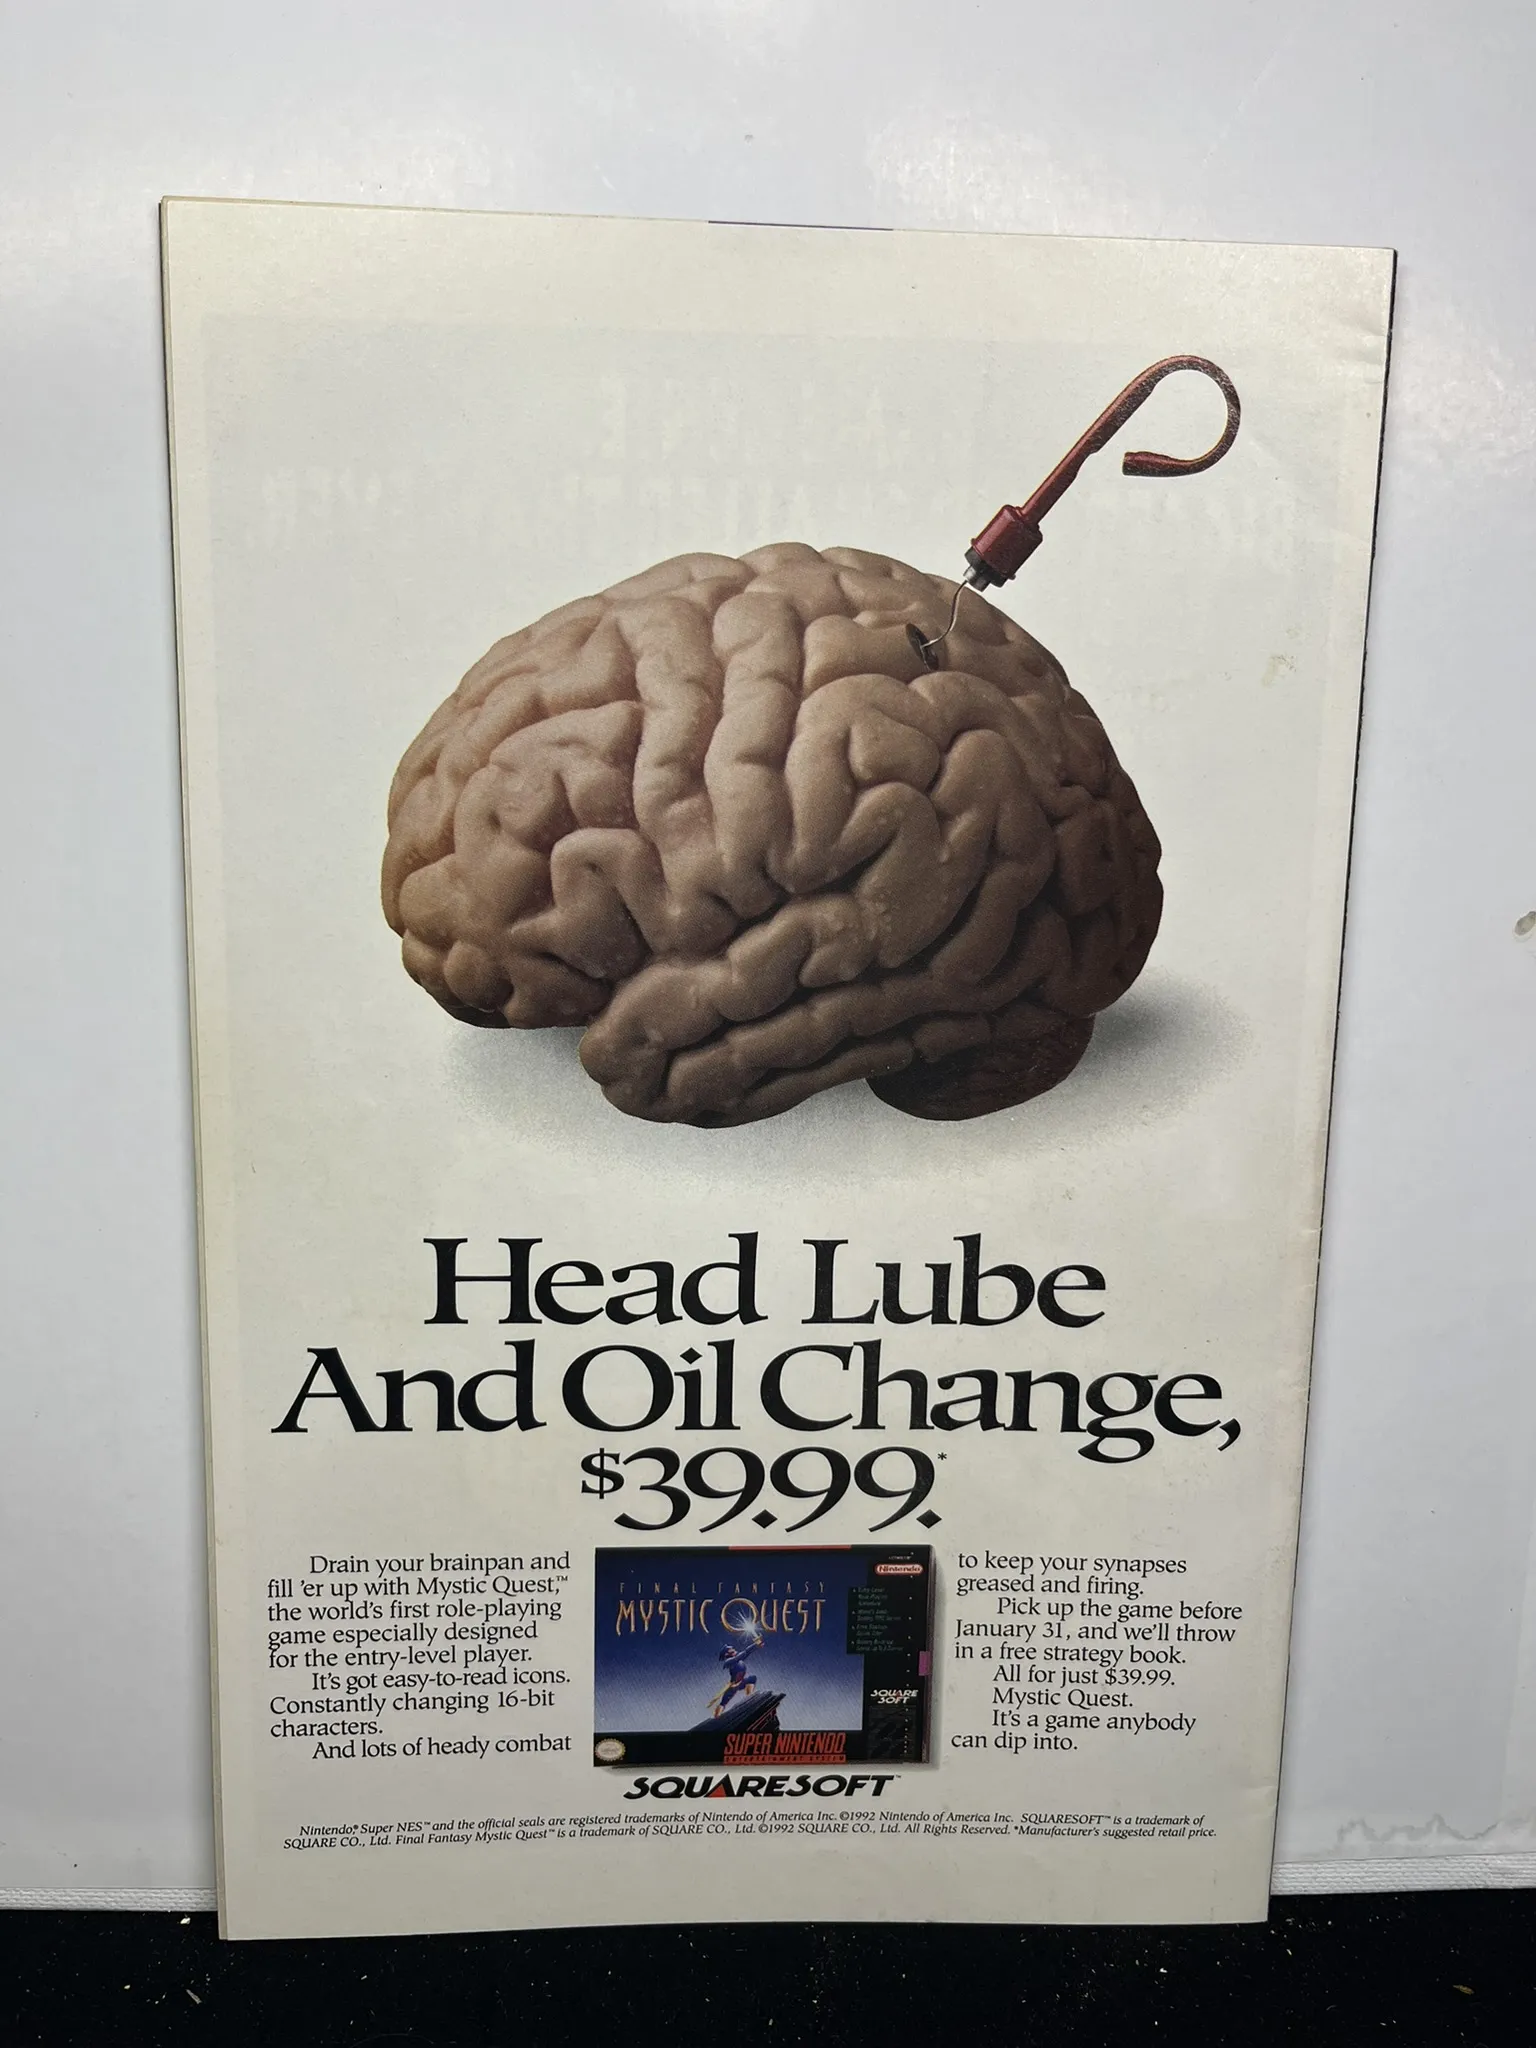 Head Lube
And Oil Change,
$39.99.*
Drain your brainpan and
fill 'er up with Mystic Quest,™
the world's first role-playing
game especially designed
for the entry-level player.
It's got easy-to-read icons.
Constantly changing 16-bit
characters.
And lots of heady combat
FINAL FANTASY
MYSTIC QUEST
Nintendo
SQUARE
SOFT
SUPER NINTENDO
ENTERTAINMENT SYSTEM
to keep your synapses
greased and firing.
Pick up the game before
January 31, and we'll throw
in a free strategy book.
All for just $39.99.
Mystic Quest.
It's a game anybody
can dip into.
SQUARESOFT™
Nintendo,® Super NES™ and the official seals are registered trademarks of Nintendo of America Inc. ©1992 Nintendo of America Inc. SQUARESOFT™ is a trademark of
SQUARE CO., Ltd. Final Fantasy Mystic Quest™ is a trademark of SQUARE CO., Ltd. ©1992 SQUARE CO., Ltd. All Rights Reserved. *Manufacturer's suggested retail price.